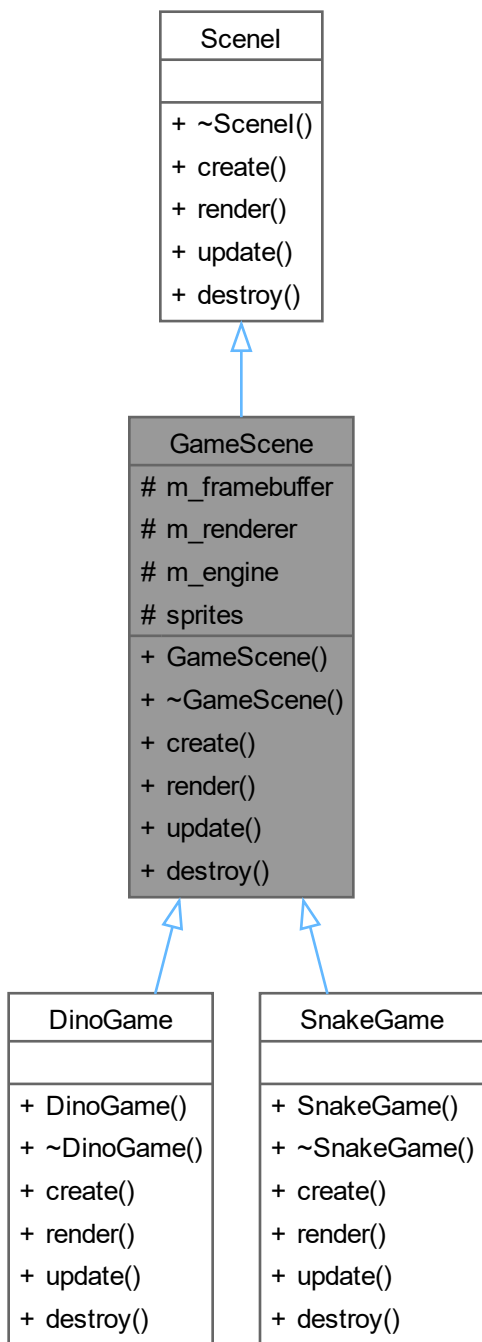 SceneI
+ ~SceneI()
+ create()
+ render()
+ update()
+ destroy()
GameScene
# m_framebuffer
# m_renderer
# m_engine
# sprites
+ GameScene()
+ ~GameScene()
+ create()
+ render()
+ update()
+ destroy()
DinoGame
+ DinoGame()
+ ~DinoGame()
+ create()
+ render()
+ update()
+ destroy()
SnakeGame
+ SnakeGame()
+ ~SnakeGame()
+ create()
+ render()
+ update()
+ destroy()